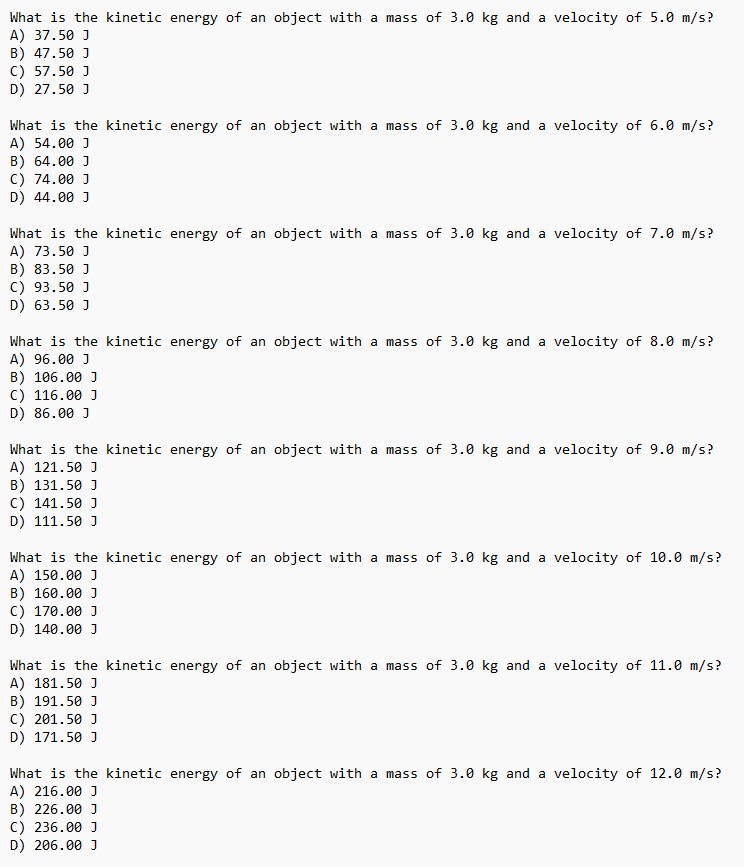 What is the kinetic energy of an object with a mass of 3.0 kg and a velocity of 5.0 m/s?
A) 37.50 J
B) 47.50 J
C) 57.50 J
D) 27.50 J
What is the kinetic energy of an object with a mass of 3.0 kg and a velocity of 6.0 m/s?
A) 54.00 J
B) 64.00 J
C) 74.00 J
D) 44.00 J
What is the kinetic energy of an object with a mass of 3.0 kg and a velocity of 7.0 m/s?
A) 73.50 J
B) 83.50 J
C) 93.50 J
D) 63.50 J
What is the kinetic energy of an object with a mass of 3.0 kg and a velocity of 8.0 m/s?
A) 96.00 J
B) 106.00 J
C) 116.00 J
D) 86.00 J
What is the kinetic energy of an object with a mass of 3.0 kg and a velocity of 9.0 m/s?
A) 121.50 J
B) 131.50 J
C) 141.50 J
D) 111.50 J
What is the kinetic energy of an object with a mass of 3.0 kg and a velocity of 10.0 m/s?
A) 150.00 J
B) 160.00 J
C) 170.00 J
D) 140.00 J
What is the kinetic energy of an object with a mass of 3.0 kg and a velocity of 11.0 m/s?
A) 181.50 J
B) 191.50 J
C) 201.50 J
D) 171.50 J
What is the kinetic energy of an object with a mass of 3.0 kg and a velocity of 12.0 m/s?
A) 216.00 J
B) 226.00 J
C) 236.00 J
D) 206.00 J